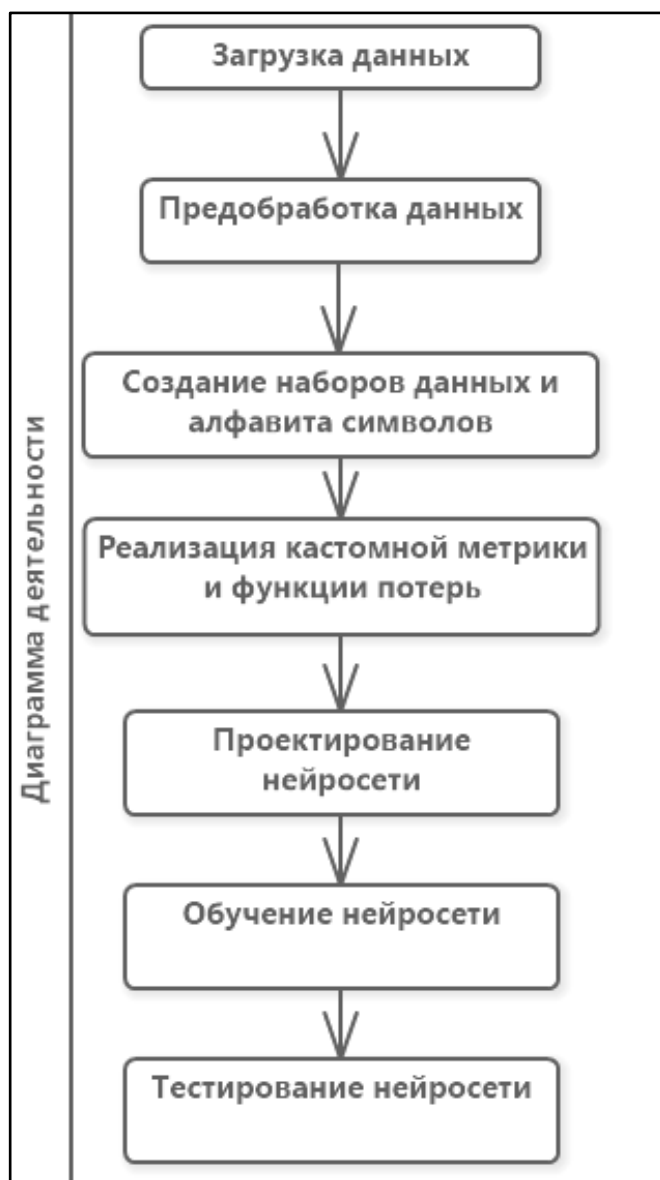 Диаграмма деятельности
Загрузка данных
Предобработка данных
Создание наборов данных и
алфавита символов
Реализация кастомной метрики
и функции потерь
Проектирование
нейросети
Обучение нейросети
Тестирование нейросети